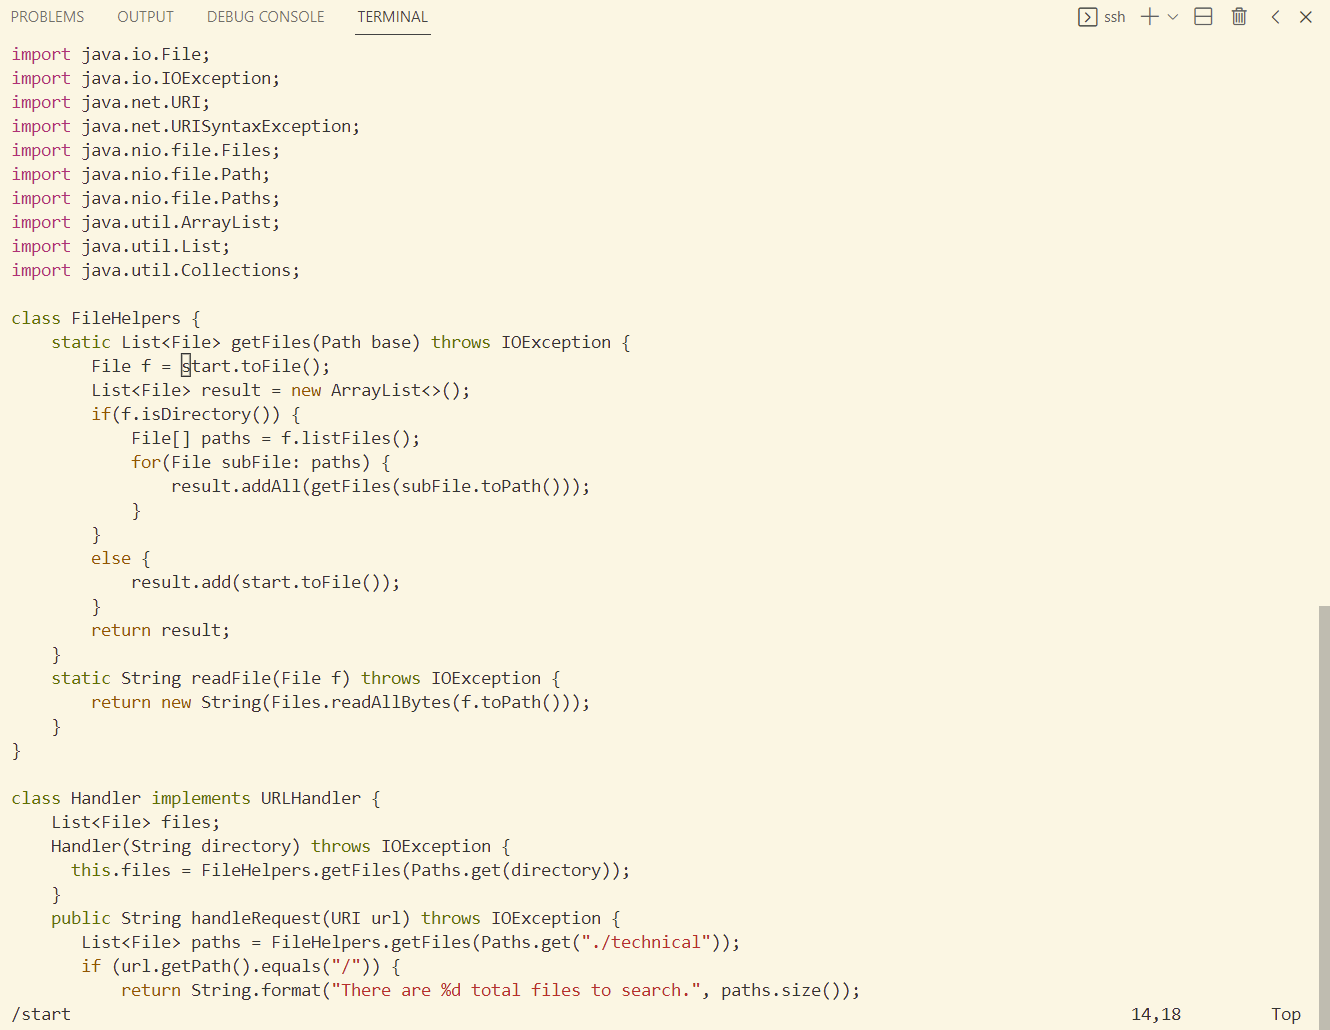 PROBLEMS OUTPUT DEBUG CONSOLE TERMINAL ssh
import java.io.File;
import java.io.IOException;
import java.net.URI;
import java.net.URISyntaxException;
import java.nio.file.Files;
import java.nio.file.Path;
import java.nio.file.Paths;
import java.util.ArrayList;
import java.util.List;
import java.util.Collections;

class FileHelpers {
    static List<File> getFiles(Path base) throws IOException {
        File f = start.toFile();
        List<File> result = new ArrayList<>();
        if(f.isDirectory()) {
            File[] paths = f.listFiles();
            for(File subFile: paths) {
                result.addAll(getFiles(subFile.toPath()));
            }
        }
        else {
            result.add(start.toFile());
        }
        return result;
    }
    static String readFile(File f) throws IOException {
        return new String(Files.readAllBytes(f.toPath()));
    }
}

class Handler implements URLHandler {
    List<File> files;
    Handler(String directory) throws IOException {
      this.files = FileHelpers.getFiles(Paths.get(directory));
    }
    public String handleRequest(URI url) throws IOException {
       List<File> paths = FileHelpers.getFiles(Paths.get("./technical"));
       if (url.getPath().equals("/")) {
           return String.format("There are %d total files to search.", paths.size());
/start 14,18 Top